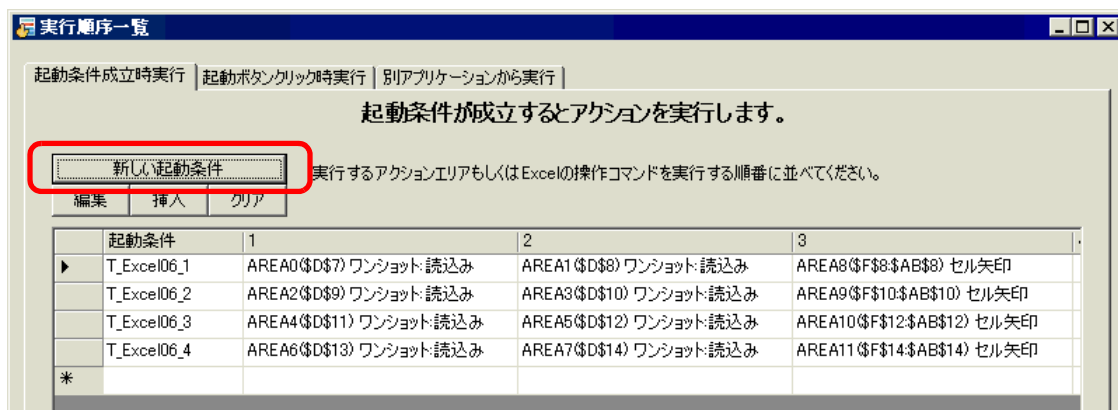 実行順序一覧
起動条件成立時実行 起動ボタンクリック時実行 別アプリケーションから実行
起動条件が成立するとアクションを実行します。
新しい起動条件 実行するアクションエリアもしくはExcelの操作コマンドを実行する順番に並べてください。
編集 挿入 クリア
起動条件 1 2 3
T_Excel06_1 AREA0($D$7) ワンショット:読込み AREA1($D$8) ワンショット:読込み AREA8($F$8:$AB$8) セル矢印
T_Excel06_2 AREA2($D$9) ワンショット:読込み AREA3($D$10) ワンショット:読込み AREA9($F$10:$AB$10) セル矢印
T_Excel06_3 AREA4($D$11) ワンショット:読込み AREA5($D$12) ワンショット:読込み AREA10($F$12:$AB$12) セル矢印
T_Excel06_4 AREA6($D$13) ワンショット:読込み AREA7($D$14) ワンショット:読込み AREA11($F$14:$AB$14) セル矢印